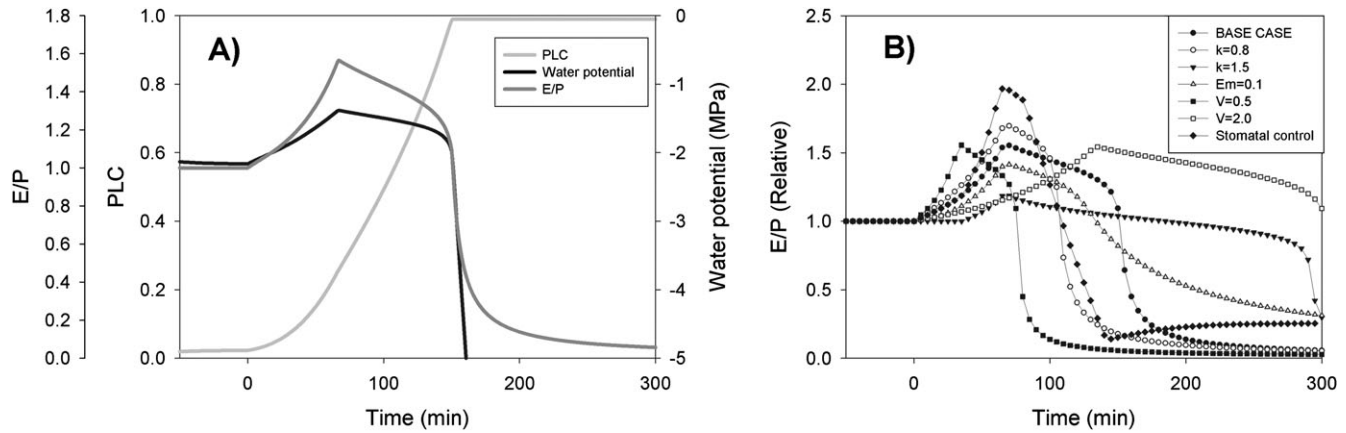 A)
E/P
1.8
1.6
1.4
1.2
1.0
0.8
0.6
0.4
0.2
0.0
PLC
1.0
0.8
0.6
0.4
0.2
0.0
PLC
Water potential
E/P
0
-1
-2
-3
-4
-5
Water potential (MPa)
0
100
200
300
Time (min)
B)
E/P (Relative)
2.5
2.0
1.5
1.0
0.5
0.0
BASE CASE
k=0.8
k=1.5
Em=0.1
V=0.5
V=2.0
Stomatal control
0
100
200
300
Time (min)